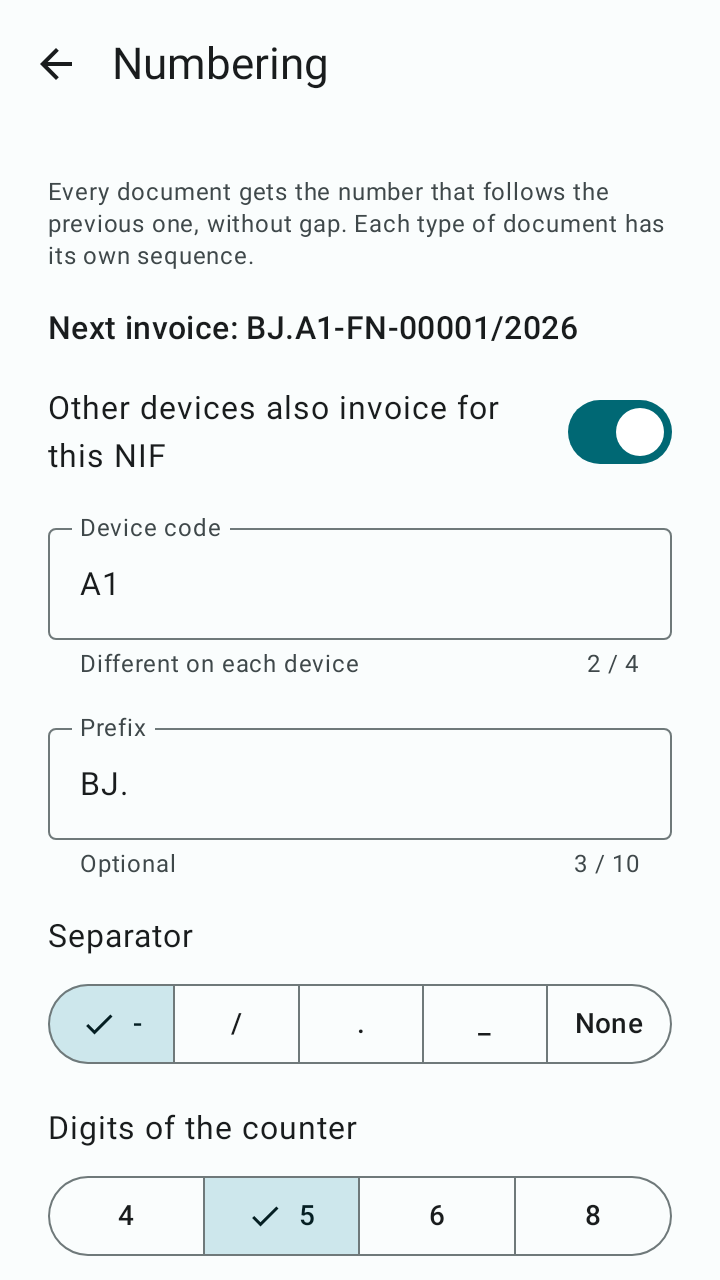 Numbering
Every document gets the number that follows the
previous one, without gap. Each type of document has
its own sequence.
Next invoice: BJ.A1-FN-00001/2026
Other devices also invoice for
this NIF
Device code
A1
Different on each device
2 / 4
Prefix
BJ.
Optional
3 / 10
Separator
- / . _ None
Digits of the counter
4 5 6 8